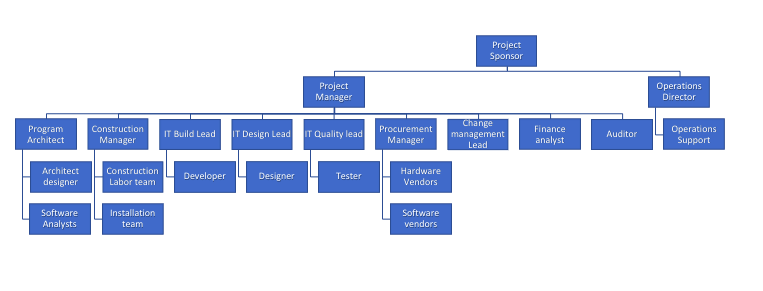 Project
Sponsor
Project
Manager
Operations
Director
Program
Architect
Construction
Manager
IT Build Lead
IT Design Lead
IT Quality lead
Procurement
Manager
Change
management
Lead
Finance
analyst
Auditor
Operations
Support
Architect
designer
Construction
Labor team
Developer
Designer
Tester
Hardware
Vendors
Software
Analysts
Installation
team
Software
vendors